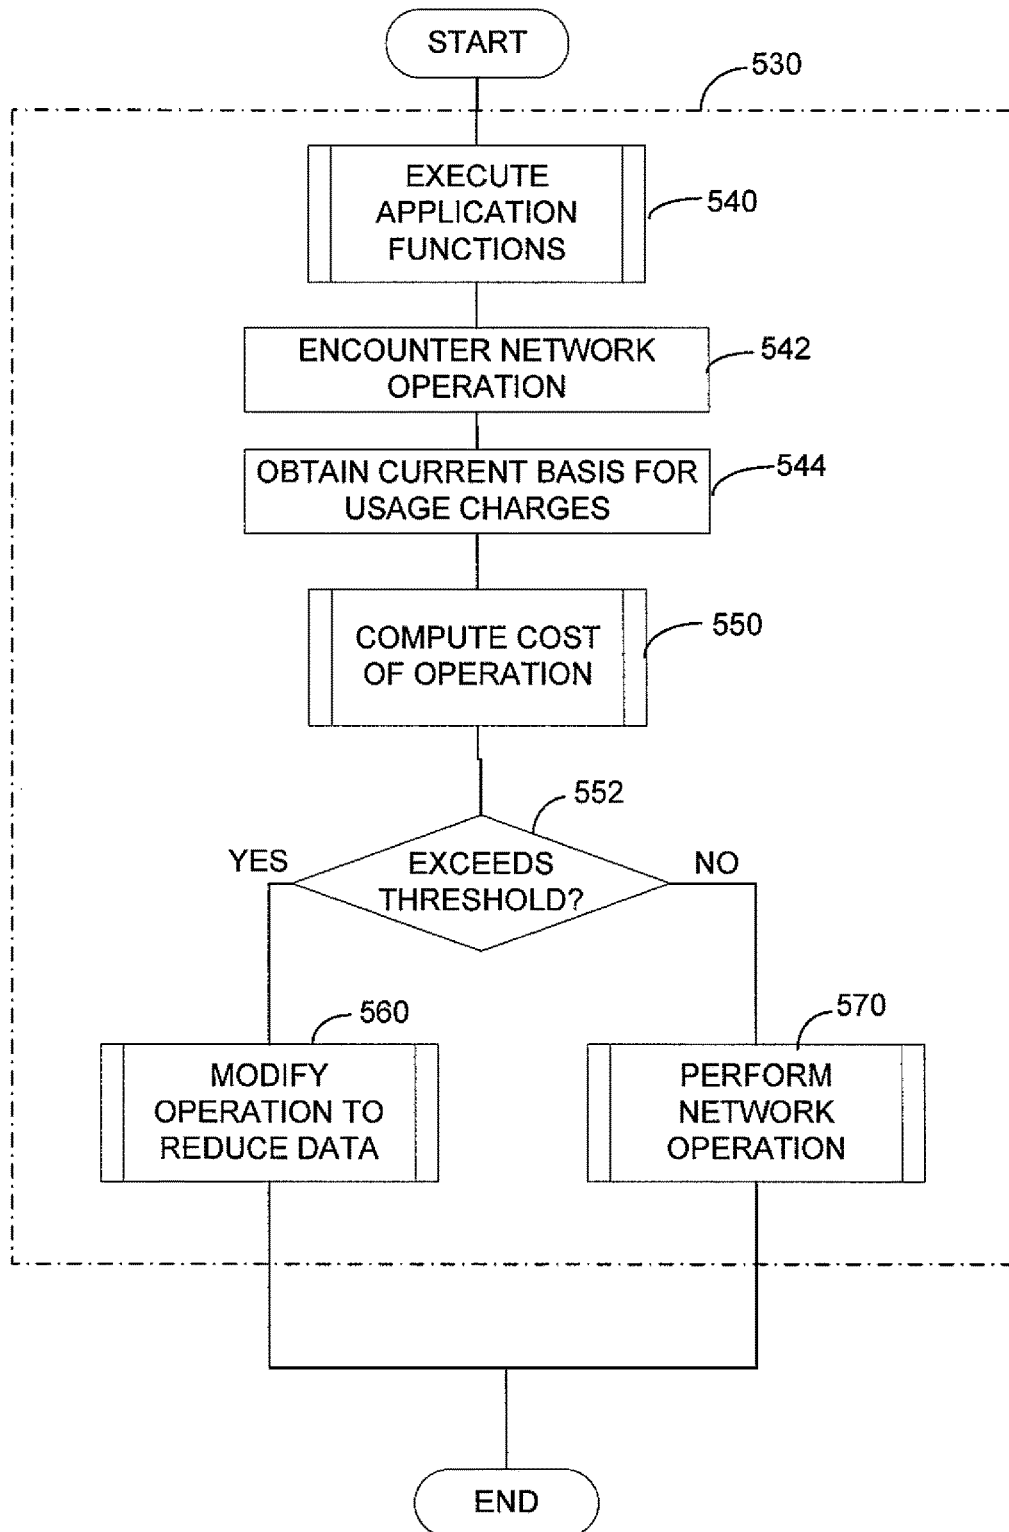 START
530
EXECUTE
APPLICATION
FUNCTIONS
540
ENCOUNTER NETWORK
OPERATION
542
OBTAIN CURRENT BASIS FOR
USAGE CHARGES
544
COMPUTE COST
OF OPERATION
550
552
YES
EXCEEDS
THRESHOLD?
NO
560
MODIFY
OPERATION TO
REDUCE DATA
570
PERFORM
NETWORK
OPERATION
END